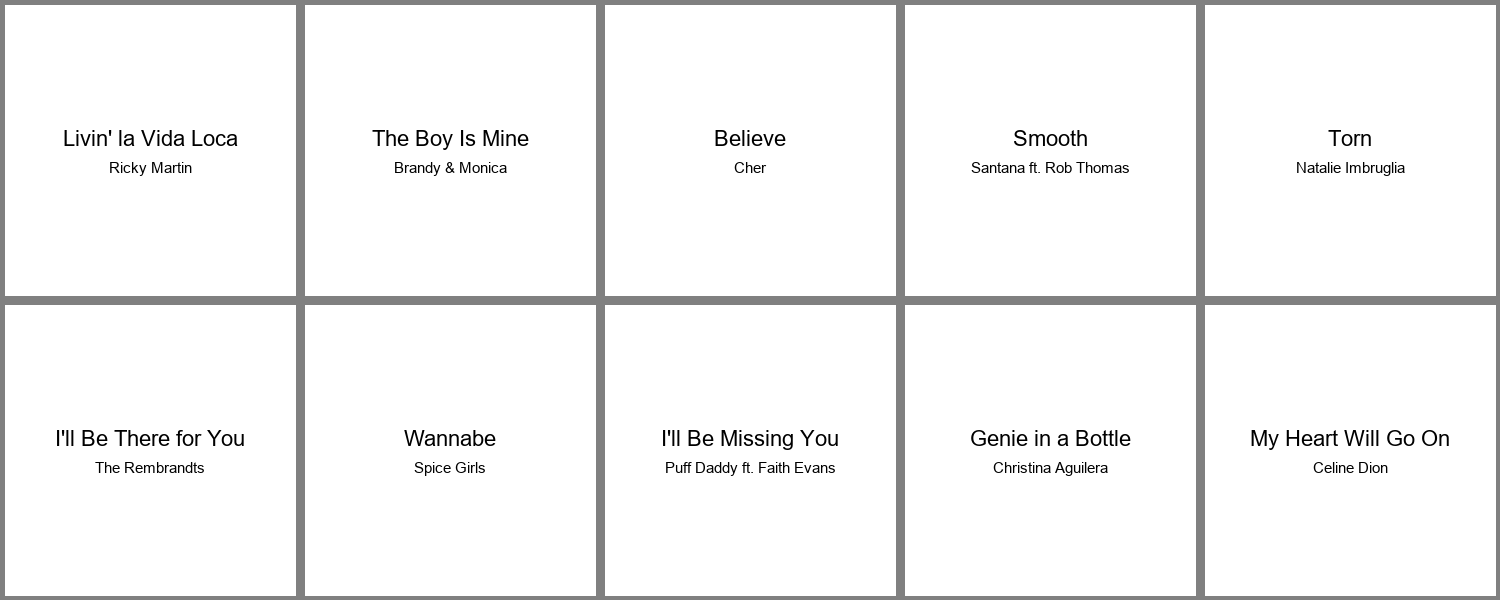 Livin' la Vida Loca
Ricky Martin
The Boy Is Mine
Brandy & Monica
Believe
Cher
Smooth
Santana ft. Rob Thomas
Torn
Natalie Imbruglia
I'll Be There for You
The Rembrandts
Wannabe
Spice Girls
I'll Be Missing You
Puff Daddy ft. Faith Evans
Genie in a Bottle
Christina Aguilera
My Heart Will Go On
Celine Dion